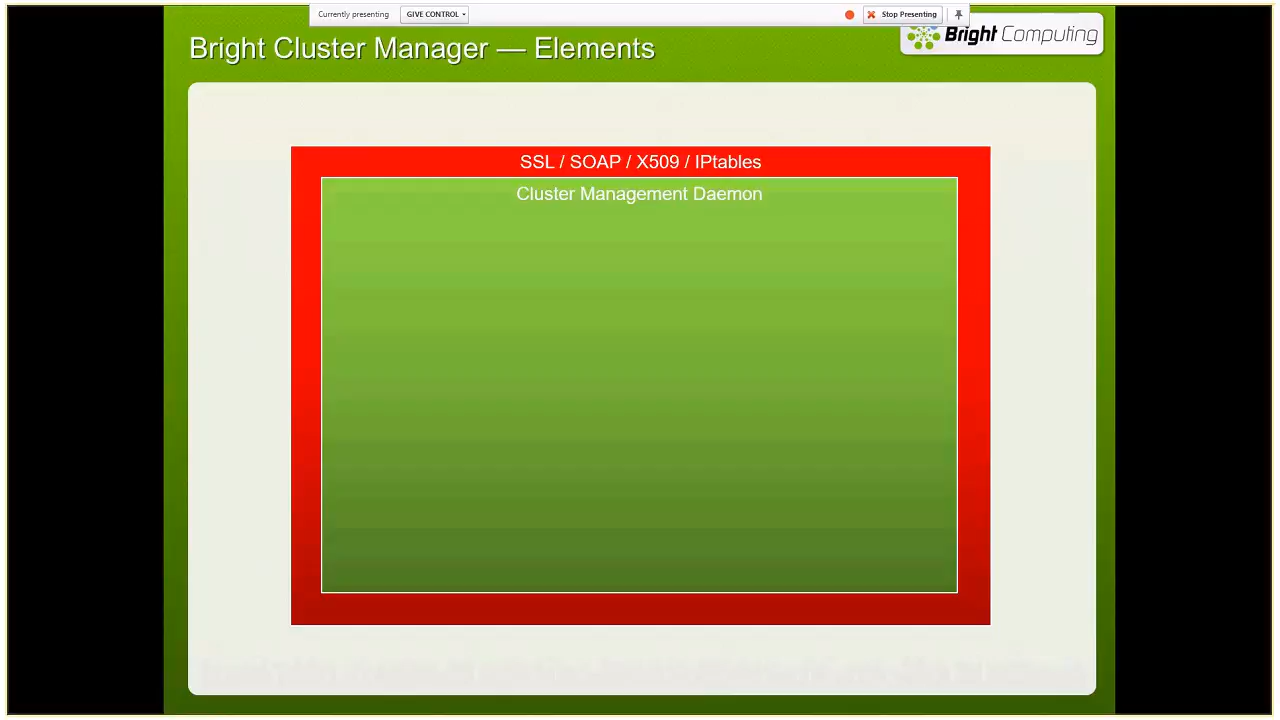 Currently presenting
GIVE CONTROL
Stop Presenting
Bright Cluster Manager — Elements
Bright Computing
SSL / SOAP / X509 / IPtables
Cluster Management Daemon